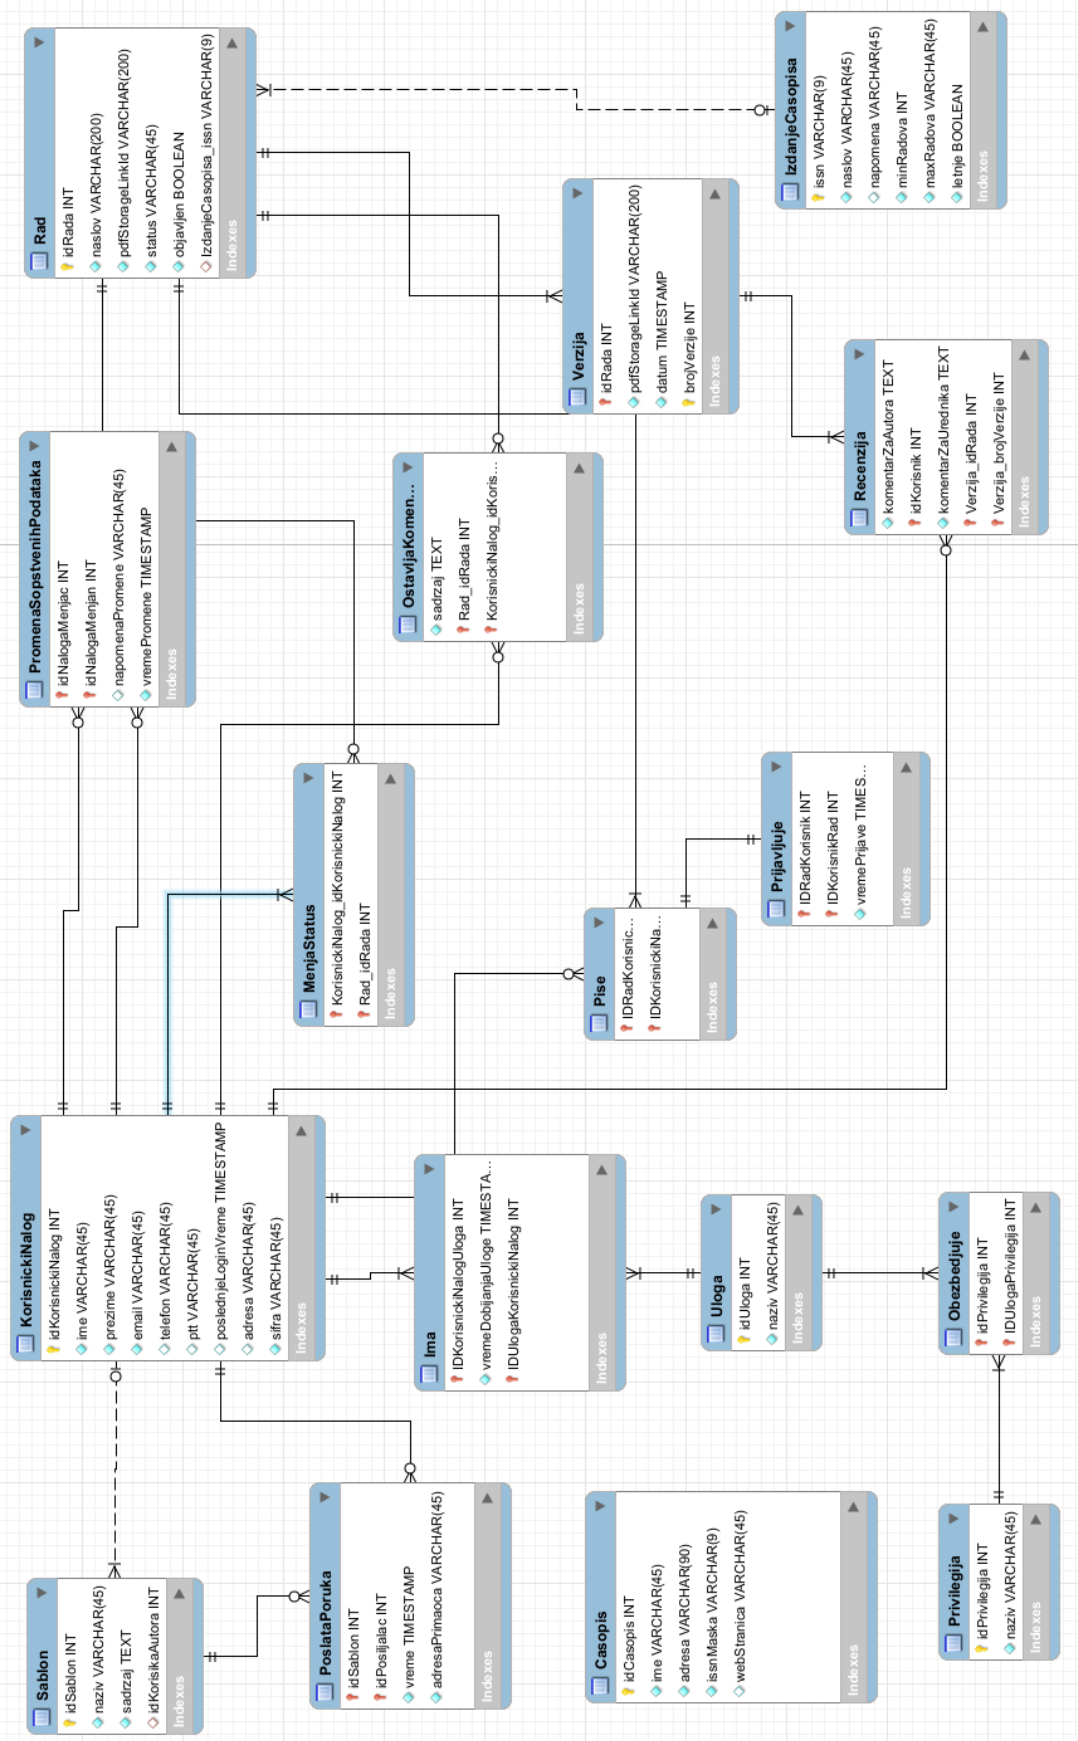 Rad
idRada INT
naslov VARCHAR(200)
pdfStorageLinkId VARCHAR(200)
status VARCHAR(45)
objavljen BOOLEAN
IzdanjeCasopisa_issn VARCHAR(9)
Indexes
IzdanjeCasopisa
issn VARCHAR(9)
naslov VARCHAR(45)
napomena VARCHAR(45)
minRadova INT
maxRadova VARCHAR(45)
letnje BOOLEAN
Indexes
Verzija
idRada INT
pdfStorageLinkId VARCHAR(200)
datum TIMESTAMP
brojVerzije INT
Indexes
Recenzija
komentarZaAutora TEXT
idKorisnik INT
komentarZaUrednika TEXT
Verzija_idRada INT
Verzija_brojVerzije INT
Indexes
PromenaSopstvenihPodataka
idNalogaMenjac INT
idNalogaMenjan INT
napomenaPromene VARCHAR(45)
vremePromene TIMESTAMP
Indexes
OstavljaKomen...
sadrzaj TEXT
Rad_idRada INT
KorisnickiNalog_idKoris...
Indexes
MenjaStatus
KorisnickiNalog_idKorisnickiNalog INT
Rad_idRada INT
Indexes
Prijavljuje
IDRadKorisnik INT
IDKorisnikRad INT
vremePrijave TIMES...
Indexes
Pise
IDRadKorisnic...
IDKorisnickiNa...
Indexes
KorisnickiNalog
idKorisnickiNalog INT
ime VARCHAR(45)
prezime VARCHAR(45)
email VARCHAR(45)
telefon VARCHAR(45)
ptt VARCHAR(45)
poslednjeLoginVreme TIMESTAMP
adresa VARCHAR(45)
sifra VARCHAR(45)
Indexes
Ima
IDKorisnickiNalogUloga INT
vremeDobijanjaUloge TIMESTA...
IDUlogaKorisnickiNalog INT
Indexes
Uloga
idUloga INT
naziv VARCHAR(45)
Indexes
Obezbedjuje
idPrivilegija INT
IDUlogaPrivilegija INT
Indexes
Sablon
idSablon INT
naziv VARCHAR(45)
sadrzaj TEXT
idKorisikaAutora INT
Indexes
PoslataPoruka
idSablon INT
idPosiljalac INT
vreme TIMESTAMP
adresaPrimaoca VARCHAR(45)
Indexes
Casopis
idCasopis INT
ime VARCHAR(45)
adresa VARCHAR(90)
issnMaska VARCHAR(9)
webStranica VARCHAR(45)
Indexes
Privilegija
idPrivilegija INT
naziv VARCHAR(45)
Indexes